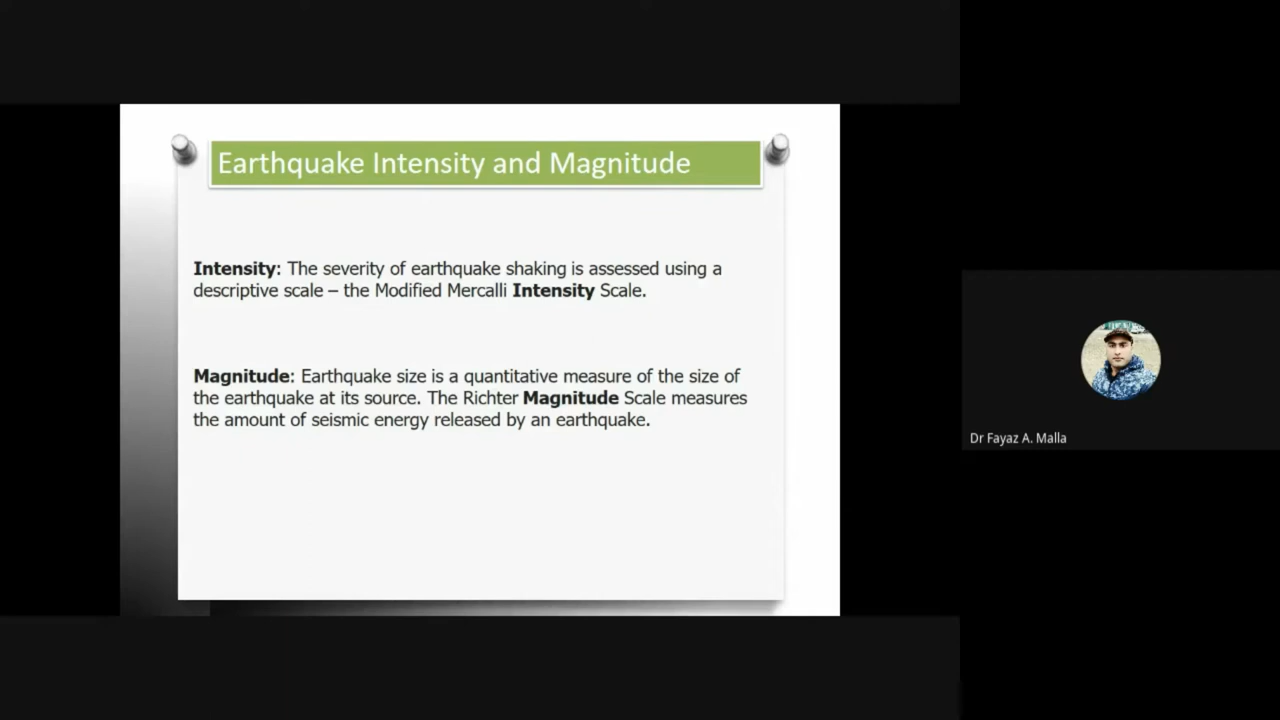 Earthquake Intensity and Magnitude
Intensity: The severity of earthquake shaking is assessed using a
descriptive scale – the Modified Mercalli Intensity Scale.
Magnitude: Earthquake size is a quantitative measure of the size of
the earthquake at its source. The Richter Magnitude Scale measures
the amount of seismic energy released by an earthquake.
Dr Fayaz A. Malla